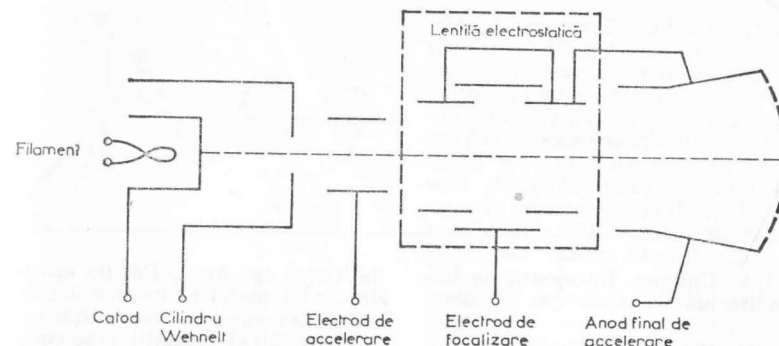 Lentilă electrostatică
Filament
Catod
Cilindru
Wehnelt
Electrod de
accelerare
Electrod de
focalizare
Anod final de
accelerare